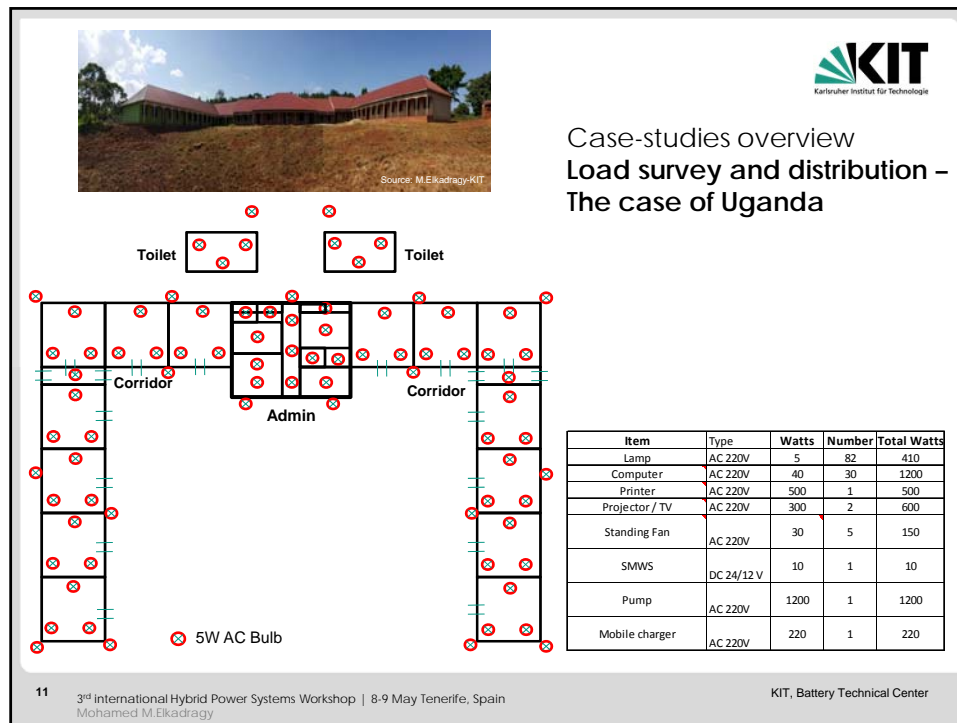 Source: M.Elkadragy-KIT
KIT
Karlsruher Institut für Technologie
Case-studies overview
Load survey and distribution –
The case of Uganda
Toilet
Toilet
Corridor
Corridor
Admin
5W AC Bulb
Item Type Watts Number Total Watts
Lamp AC 220V 5 82 410
Computer AC 220V 40 30 1200
Printer AC 220V 500 1 500
Projector / TV AC 220V 300 2 600
Standing Fan AC 220V 30 5 150
SMWS DC 24/12 V 10 1 10
Pump AC 220V 1200 1 1200
Mobile charger AC 220V 220 1 220
11
3rd international Hybrid Power Systems Workshop | 8-9 May Tenerife, Spain
Mohamed M.Elkadragy
KIT, Battery Technical Center